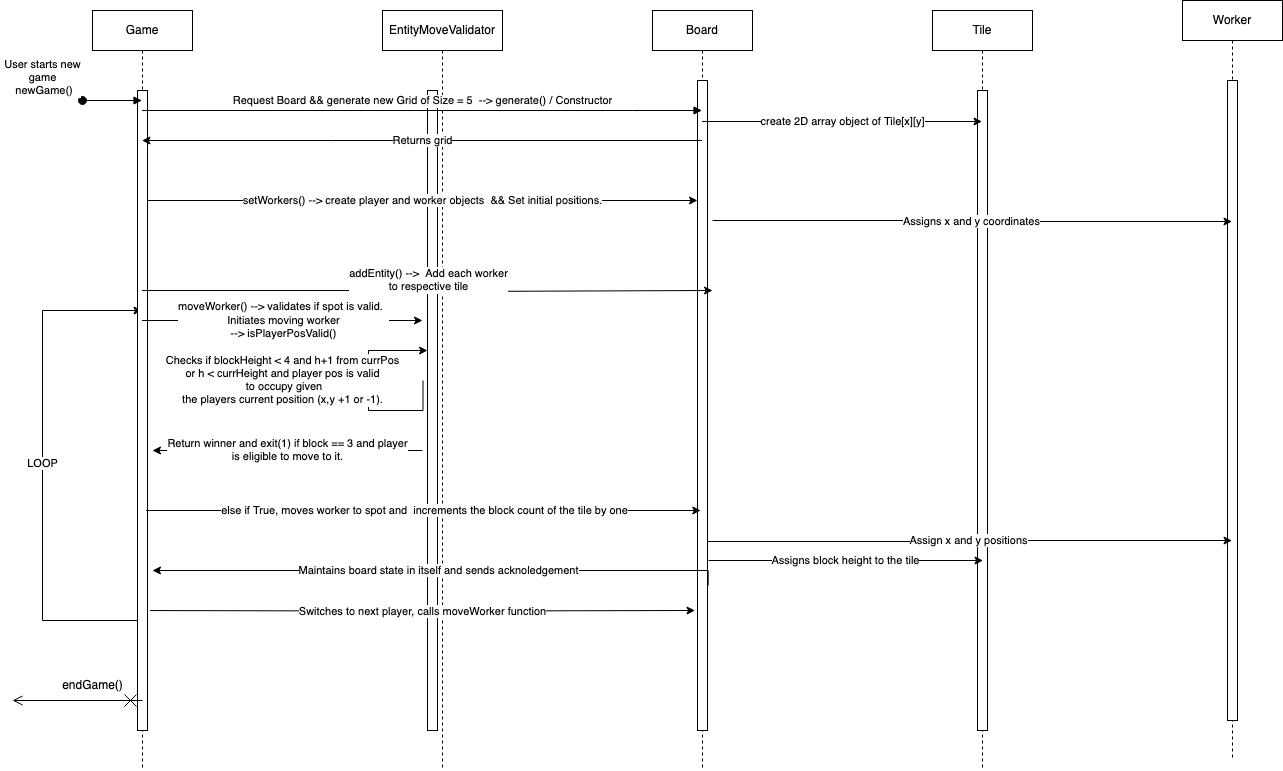 Game
EntityMoveValidator
Board
Tile
Worker
User starts new
game
newGame()
Request Board && generate new Grid of Size = 5 --> generate() / Constructor
create 2D array object of Tile[x][y]
Returns grid
setWorkers() --> create player and worker objects && Set initial positions.
Assigns x and y coordinates
addEntity() --> Add each worker
to respective tile
moveWorker() --> validates if spot is valid.
Initiates moving worker
--> isPlayerPosValid()
Checks if blockHeight < 4 and h+1 from currPos
or h < currHeight and player pos is valid
to occupy given
the players current position (x,y +1 or -1).
Return winner and exit(1) if block == 3 and player
is eligible to move to it.
LOOP
else if True, moves worker to spot and increments the block count of the tile by one
Assign x and y positions
Assigns block height to the tile
Maintains board state in itself and sends acknoledgement
Switches to next player, calls moveWorker function
endGame()